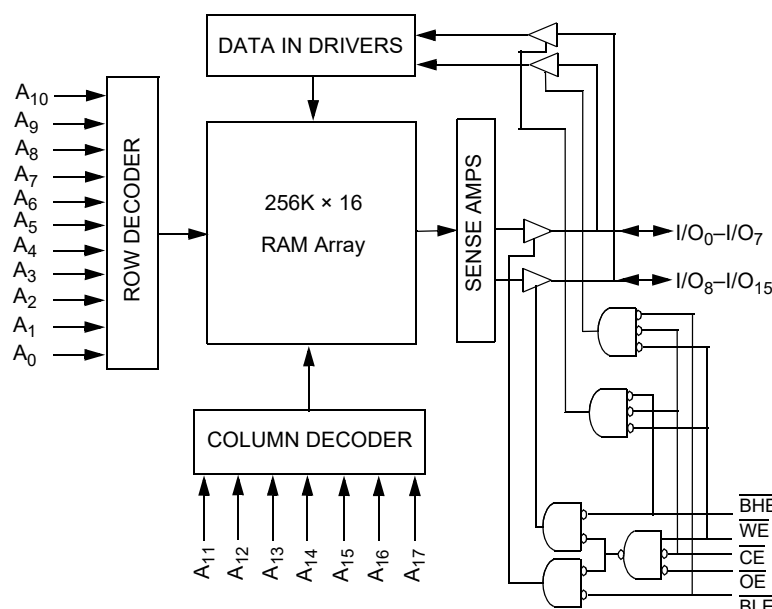 DATA IN DRIVERS
A10
A9
A8
A7
A6
A5
A4
A3
A2
A1
A0
ROW DECODER
256K × 16
RAM Array
SENSE AMPS
I/O0–I/O7
I/O8–I/O15
COLUMN DECODER
A11
A12
A13
A14
A15
A16
A17
BHE
WE
CE
OE
BLE